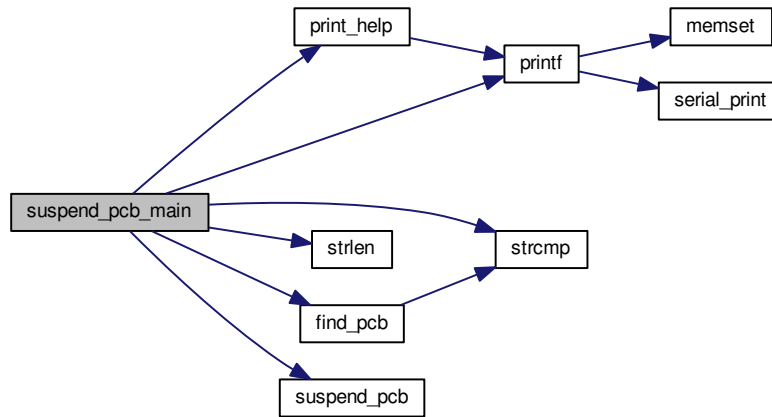 print_help
memset
printf
serial_print
suspend_pcb_main
strlen
strcmp
find_pcb
suspend_pcb